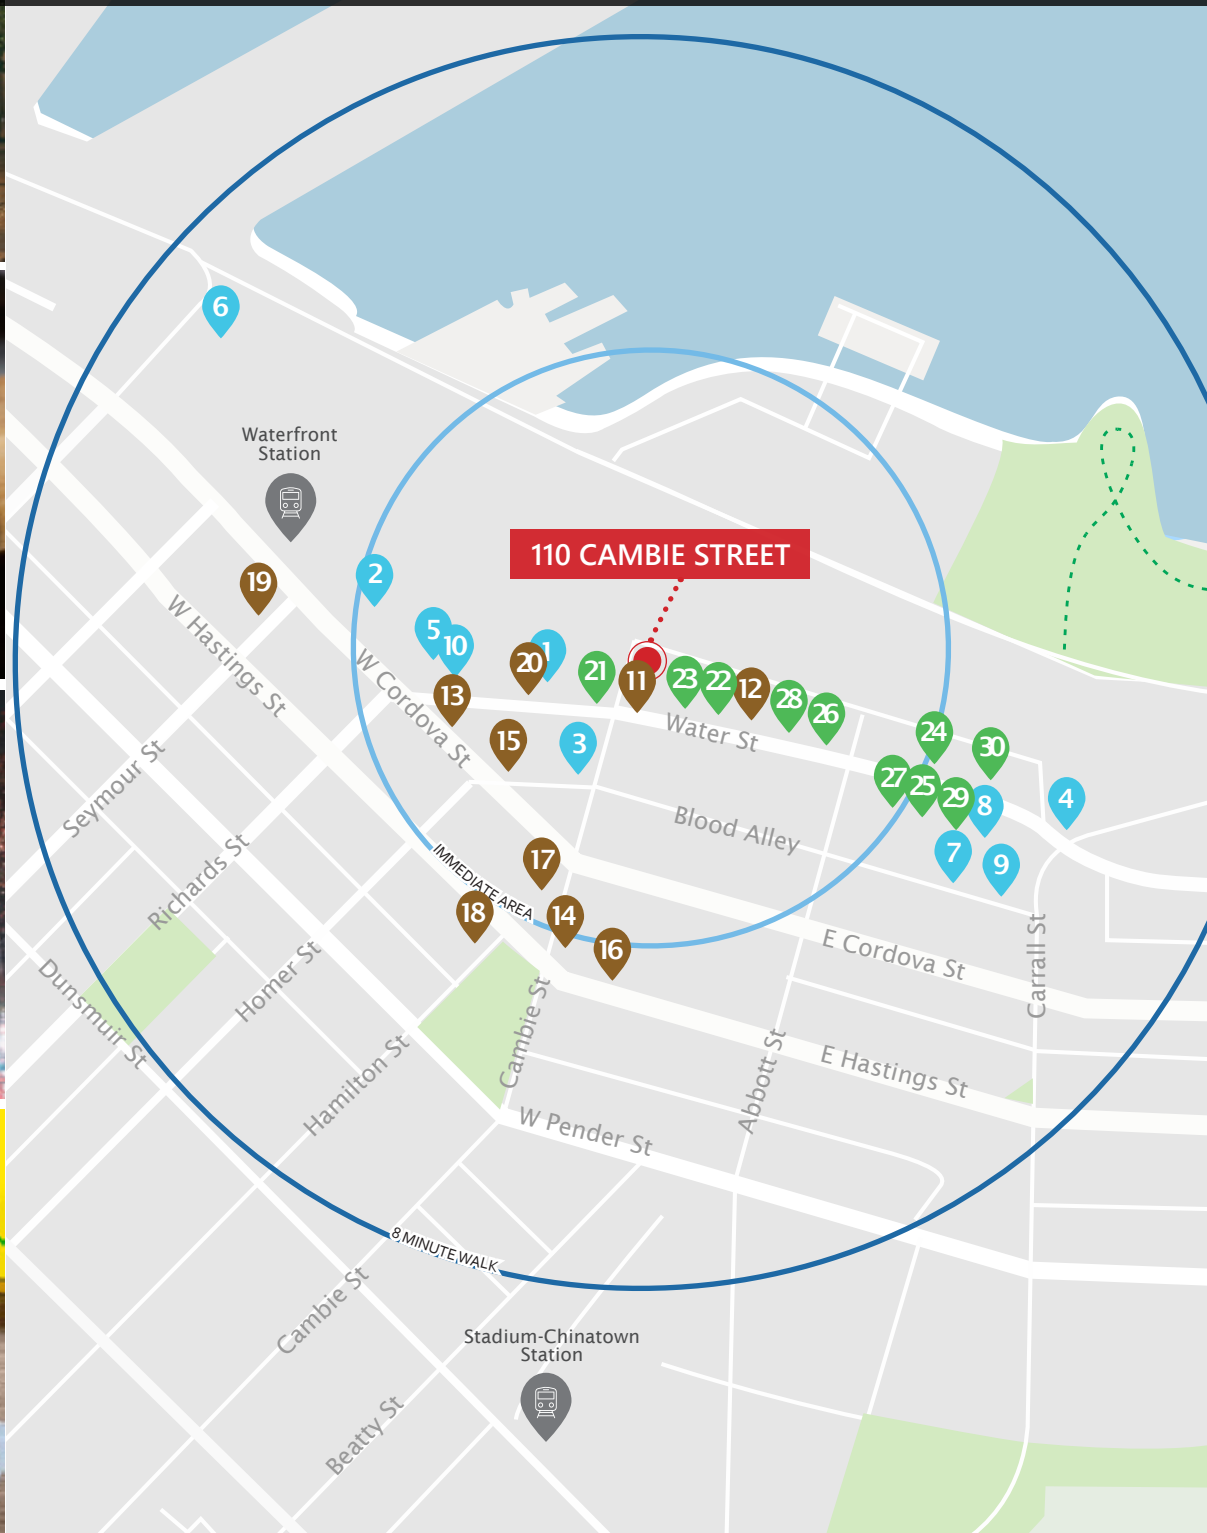 6
Waterfront
Station
110 CAMBIE STREET
2
19
5
10
1
20
21
11
23
22
12
28
26
13
15
3
W Hastings St
W Cordova St
Water St
24
30
27
25
29
8
4
7
9
Seymour St
Blood Alley
17
IMMEDIATE AREA
18
14
16
Richards St
E Cordova St
Carrall St
Homer St
Dunsmuir St
Cambie St
Hamilton St
Abbott St
E Hastings St
W Pender St
8 MINUTE WALK
Cambie St
Stadium-Chinatown
Station
Beatty St